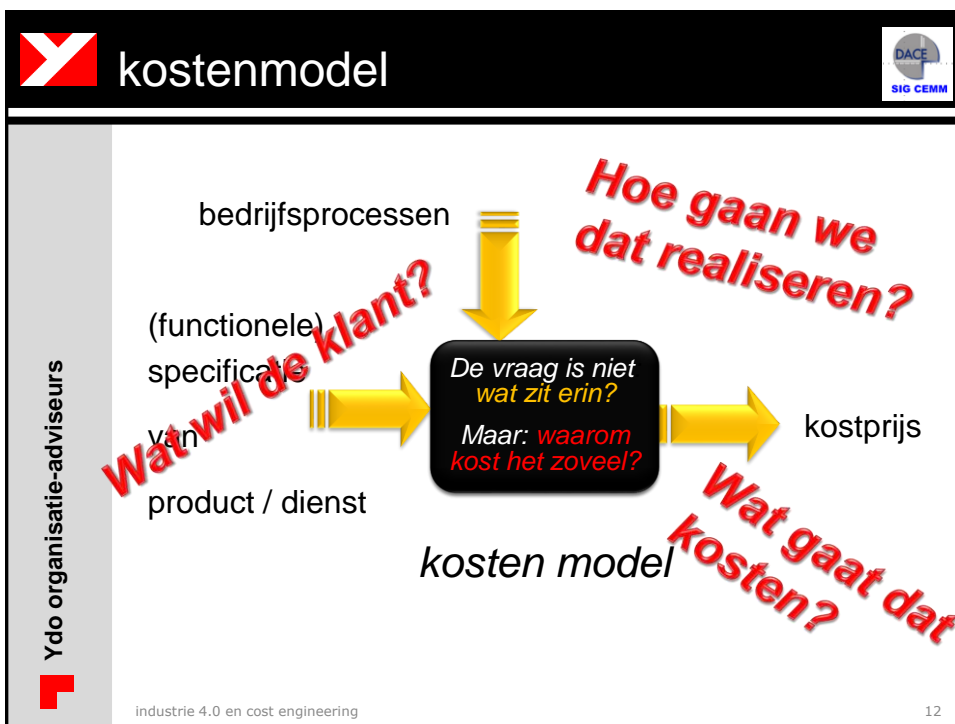 kostenmodel
DACE
SIG CEMM
Ydo organisatie-adviseurs
bedrijfsprocessen
Hoe gaan we
dat realiseren?
(functionele)
specificatie
van
product / dienst
Wat wil de klant?
De vraag is niet
wat zit erin?
Maar: waarom
kost het zoveel?
kostprijs
kosten model
Wat gaat dat
kosten?
industrie 4.0 en cost engineering
12